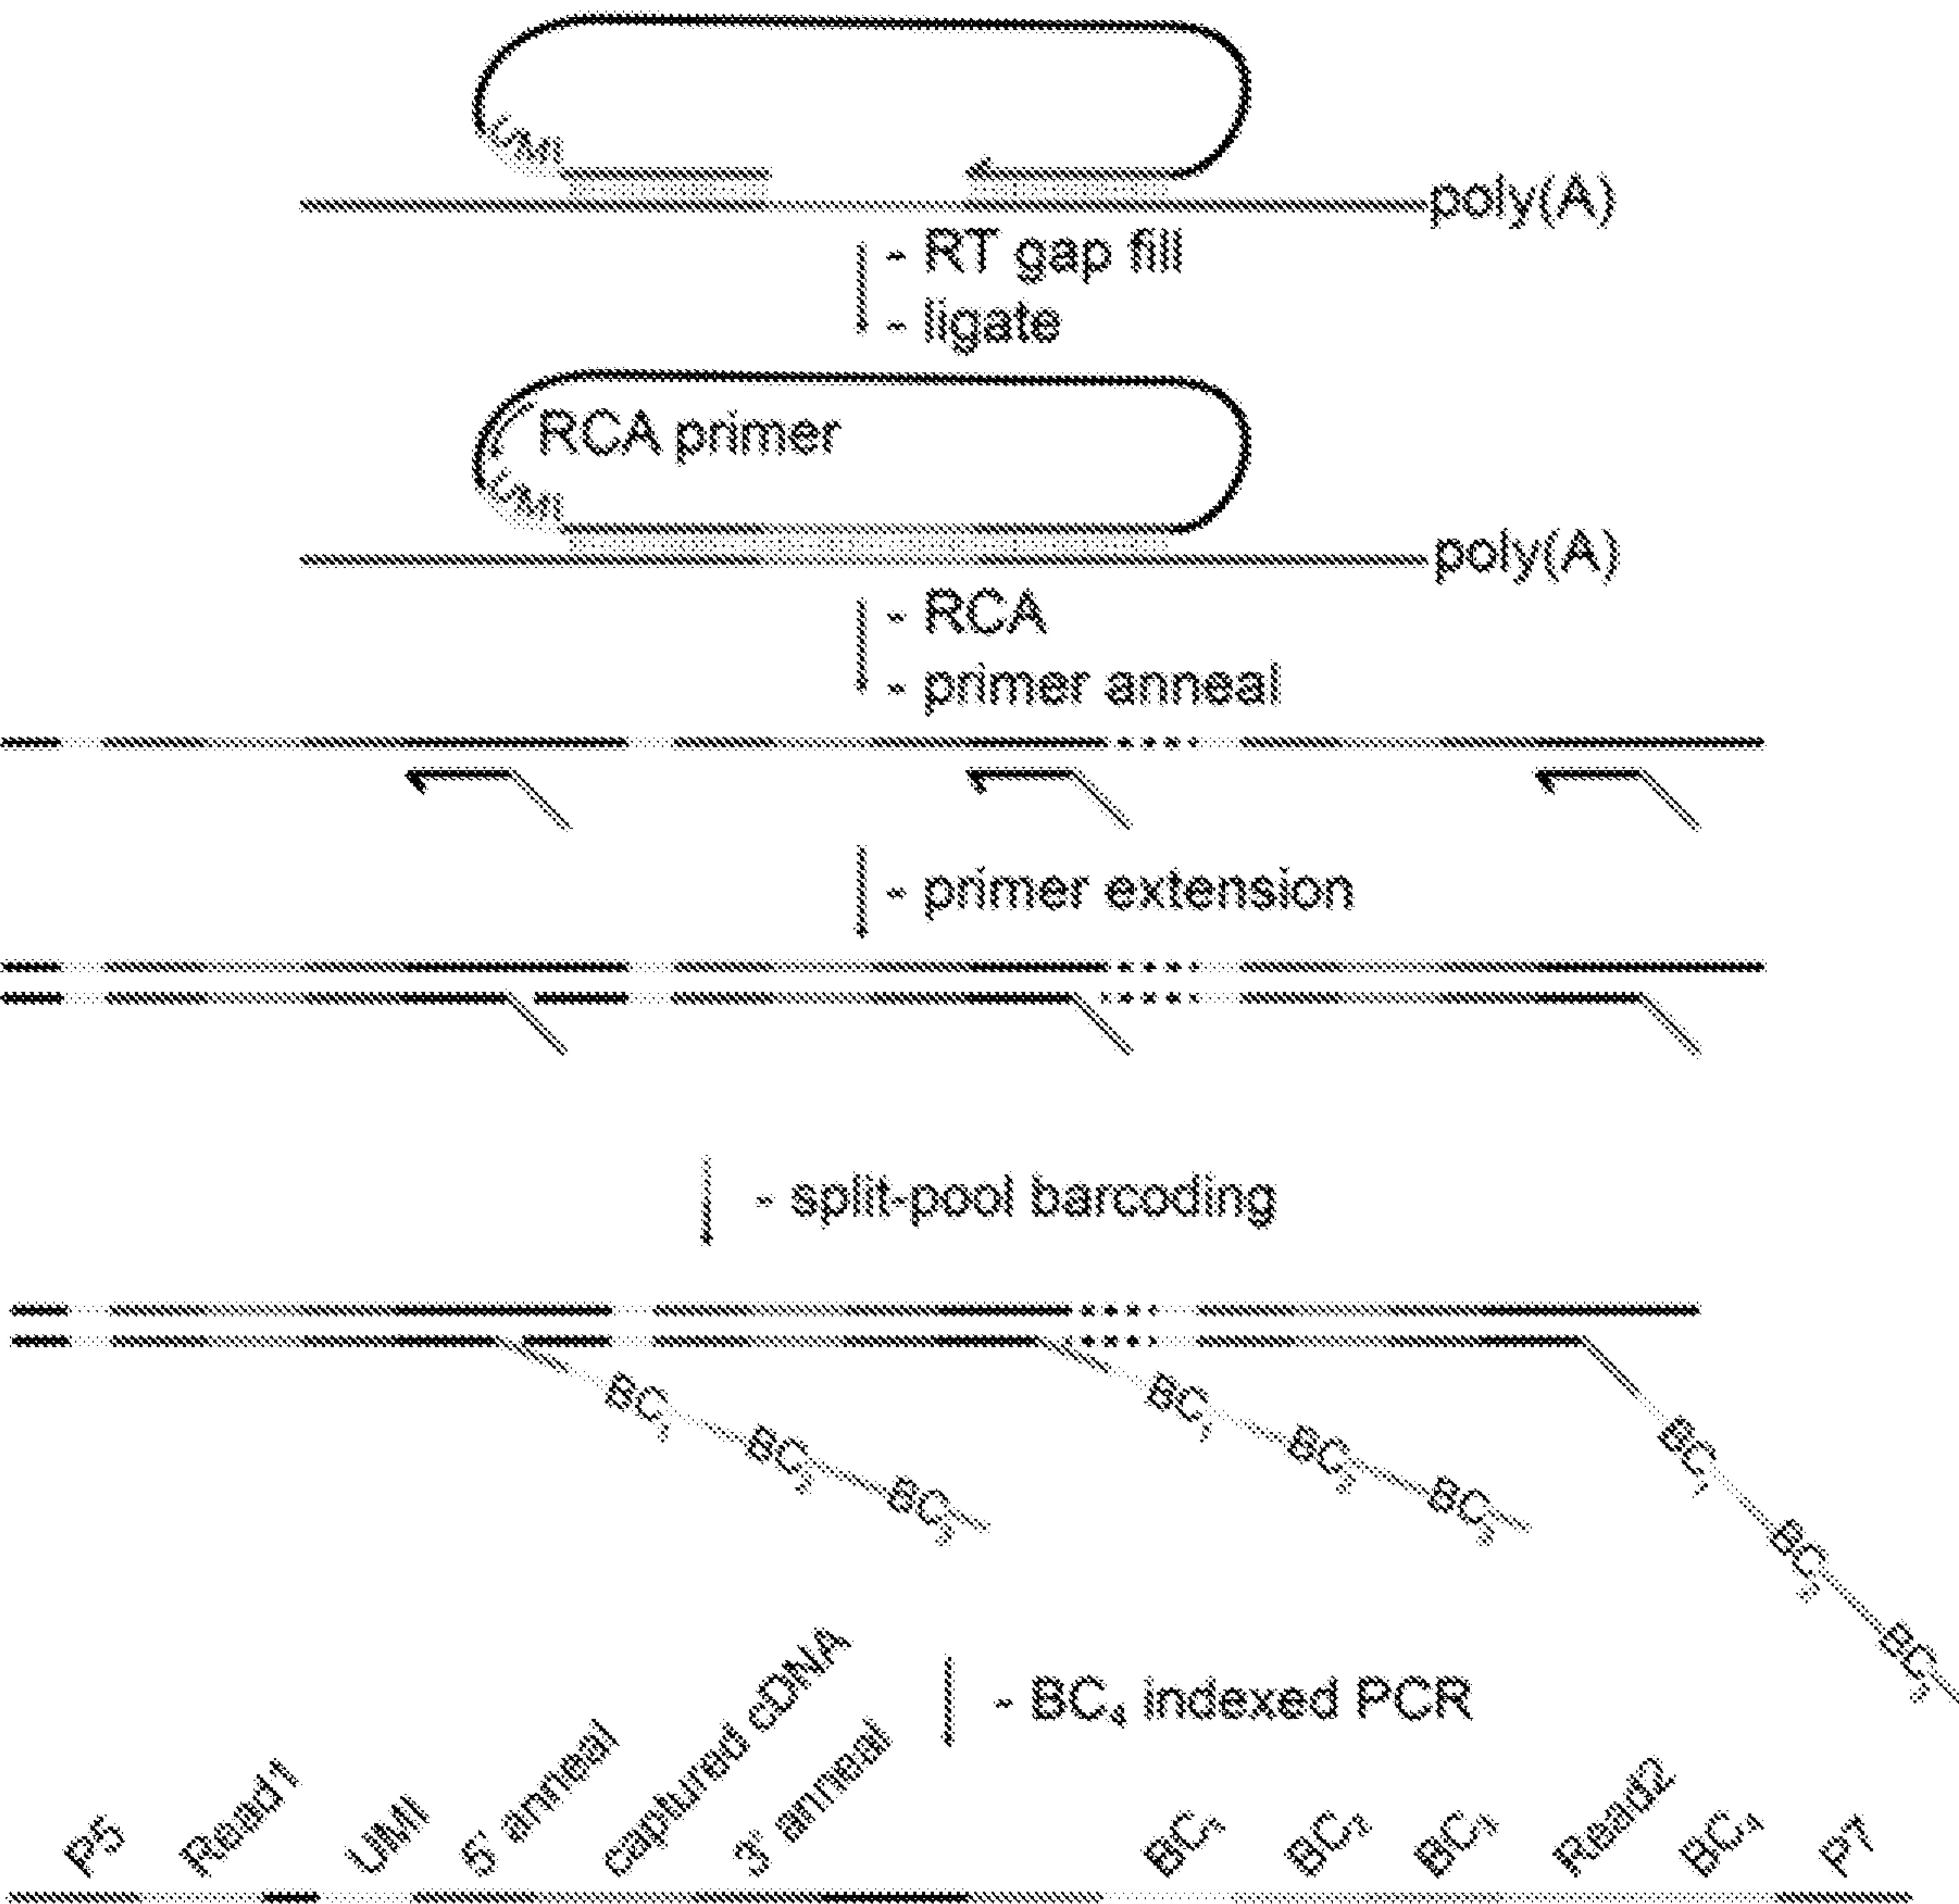 UMI
poly(A)
- RT gap fill
- ligate
RCA primer
UMI
poly(A)
- RCA
- primer anneal
- primer extension
- split-pool barcoding
BC₁ BC₂ BC₃
BC₁ BC₂ BC₃
BC₁ BC₂ BC₃
- BC₄ indexed PCR
P5 Read1 UMI 5' anneal captured cDNA 3' anneal BC₁ BC₂ BC₃ Read2 BC₄ P7